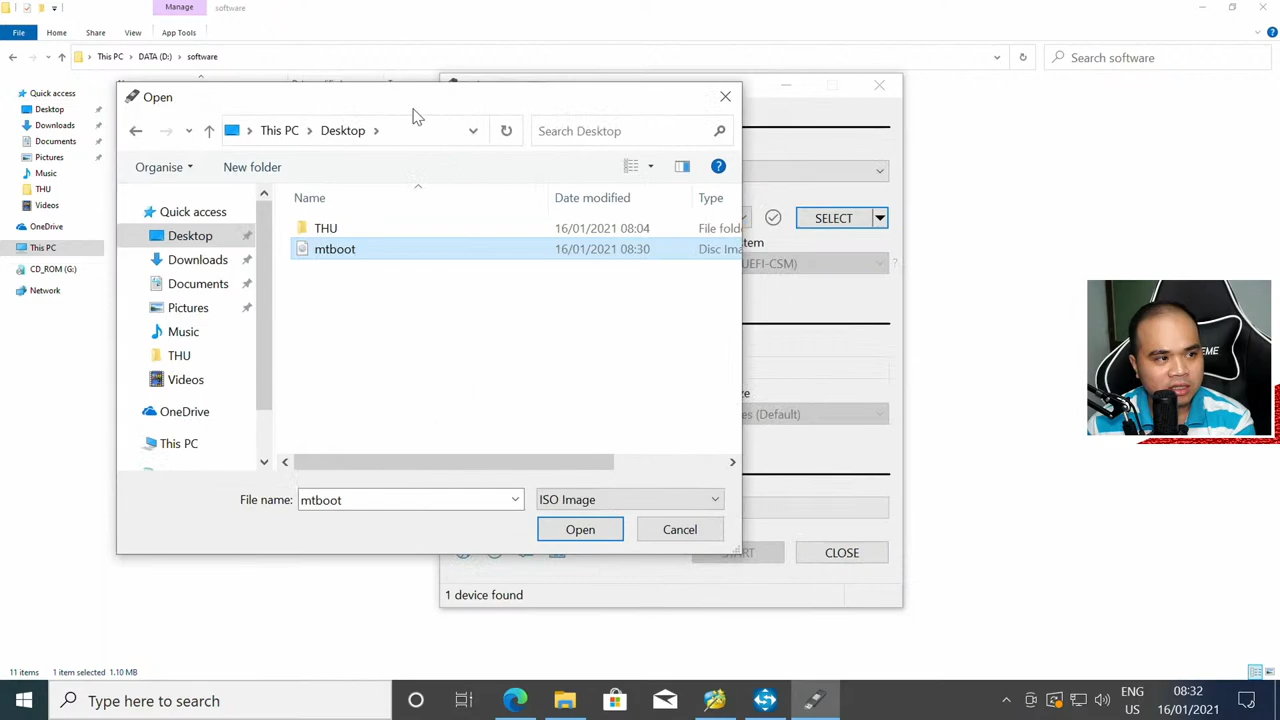 Manage
software
File
Home
Share
View
App Tools
This PC
DATA (D:)
software
Search software
Quick access
Desktop
Downloads
Documents
Pictures
Music
THU
Videos
OneDrive
This PC
CD_ROM (G:)
Network
Open
This PC
Desktop
Search Desktop
Organise
New folder
Name
Date modified
Type
Quick access
Desktop
Downloads
Documents
Pictures
Music
THU
Videos
OneDrive
This PC
THU
16/01/2021 08:04
File fold
mtboot
16/01/2021 08:30
Disc Ima
File name:
mtboot
ISO Image
Open
Cancel
SELECT
tem
UEFI-CSM)
?
ze
es (Default)
START
CLOSE
1 device found
11 items
1 item selected 1.10 MB
Type here to search
ENG
US
08:32
16/01/2021